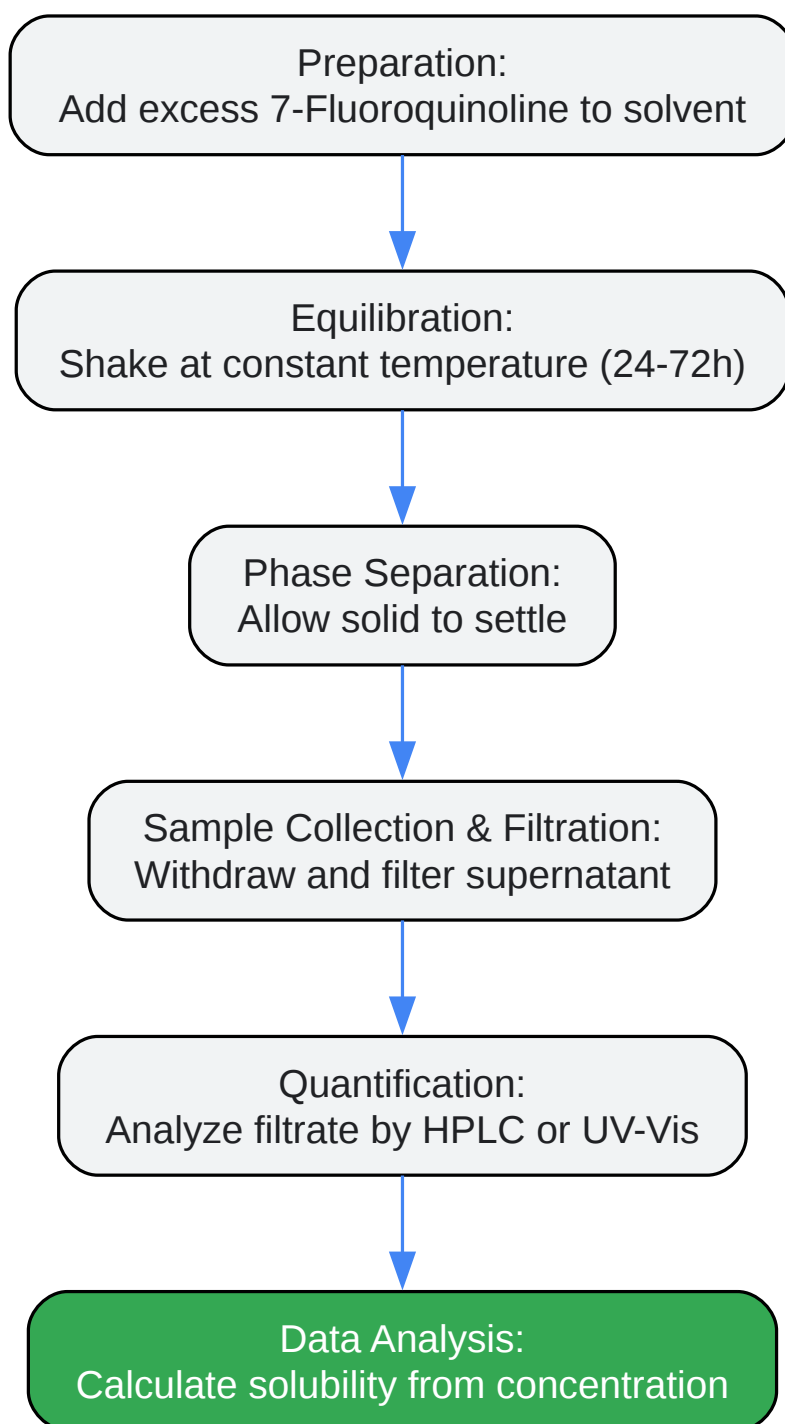 Preparation:
Add excess 7-Fluoroquinoline to solvent
Equilibration:
Shake at constant temperature (24-72h)
Phase Separation:
Allow solid to settle
Sample Collection & Filtration:
Withdraw and filter supernatant
Quantification:
Analyze filtrate by HPLC or UV-Vis
Data Analysis:
Calculate solubility from concentration